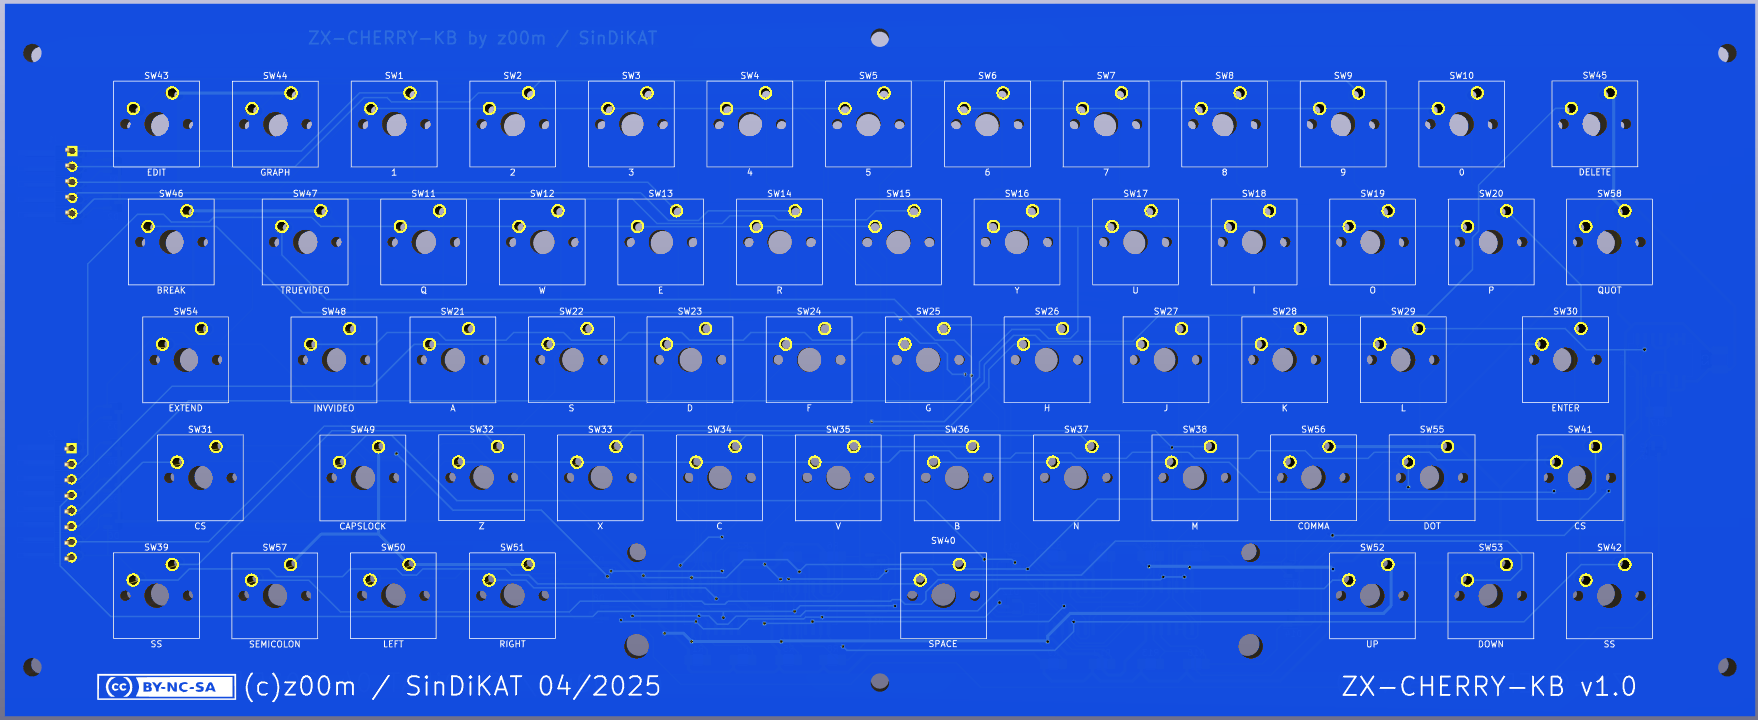 ZX-CHERRY-KB by z00m / SinDiKAT
SW43 SW44 SW1 SW2 SW3 SW4 SW5 SW6 SW7 SW8 SW9 SW10 SW45
EDIT GRAPH 1 2 3 4 5 6 7 8 9 0 DELETE
SW46 SW47 SW11 SW12 SW13 SW14 SW15 SW16 SW17 SW18 SW19 SW20 SW58
BREAK TRUEVIDEO Q W E R Y U I O P QUOT
SW54 SW48 SW21 SW22 SW23 SW24 SW25 SW26 SW27 SW28 SW29 SW30
EXTEND INVVIDEO A S D F G H J K L ENTER
SW31 SW49 SW32 SW33 SW34 SW35 SW36 SW37 SW38 SW56 SW55 SW41
CS CAPSLOCK Z X C V B N M COMMA DOT CS
SW39 SW57 SW50 SW51 SW40 SW52 SW53 SW42
SS SEMICOLON LEFT RIGHT SPACE UP DOWN SS
cc BY-NC-SA (c)z00m / SinDiKAT 04/2025 ZX-CHERRY-KB v1.0